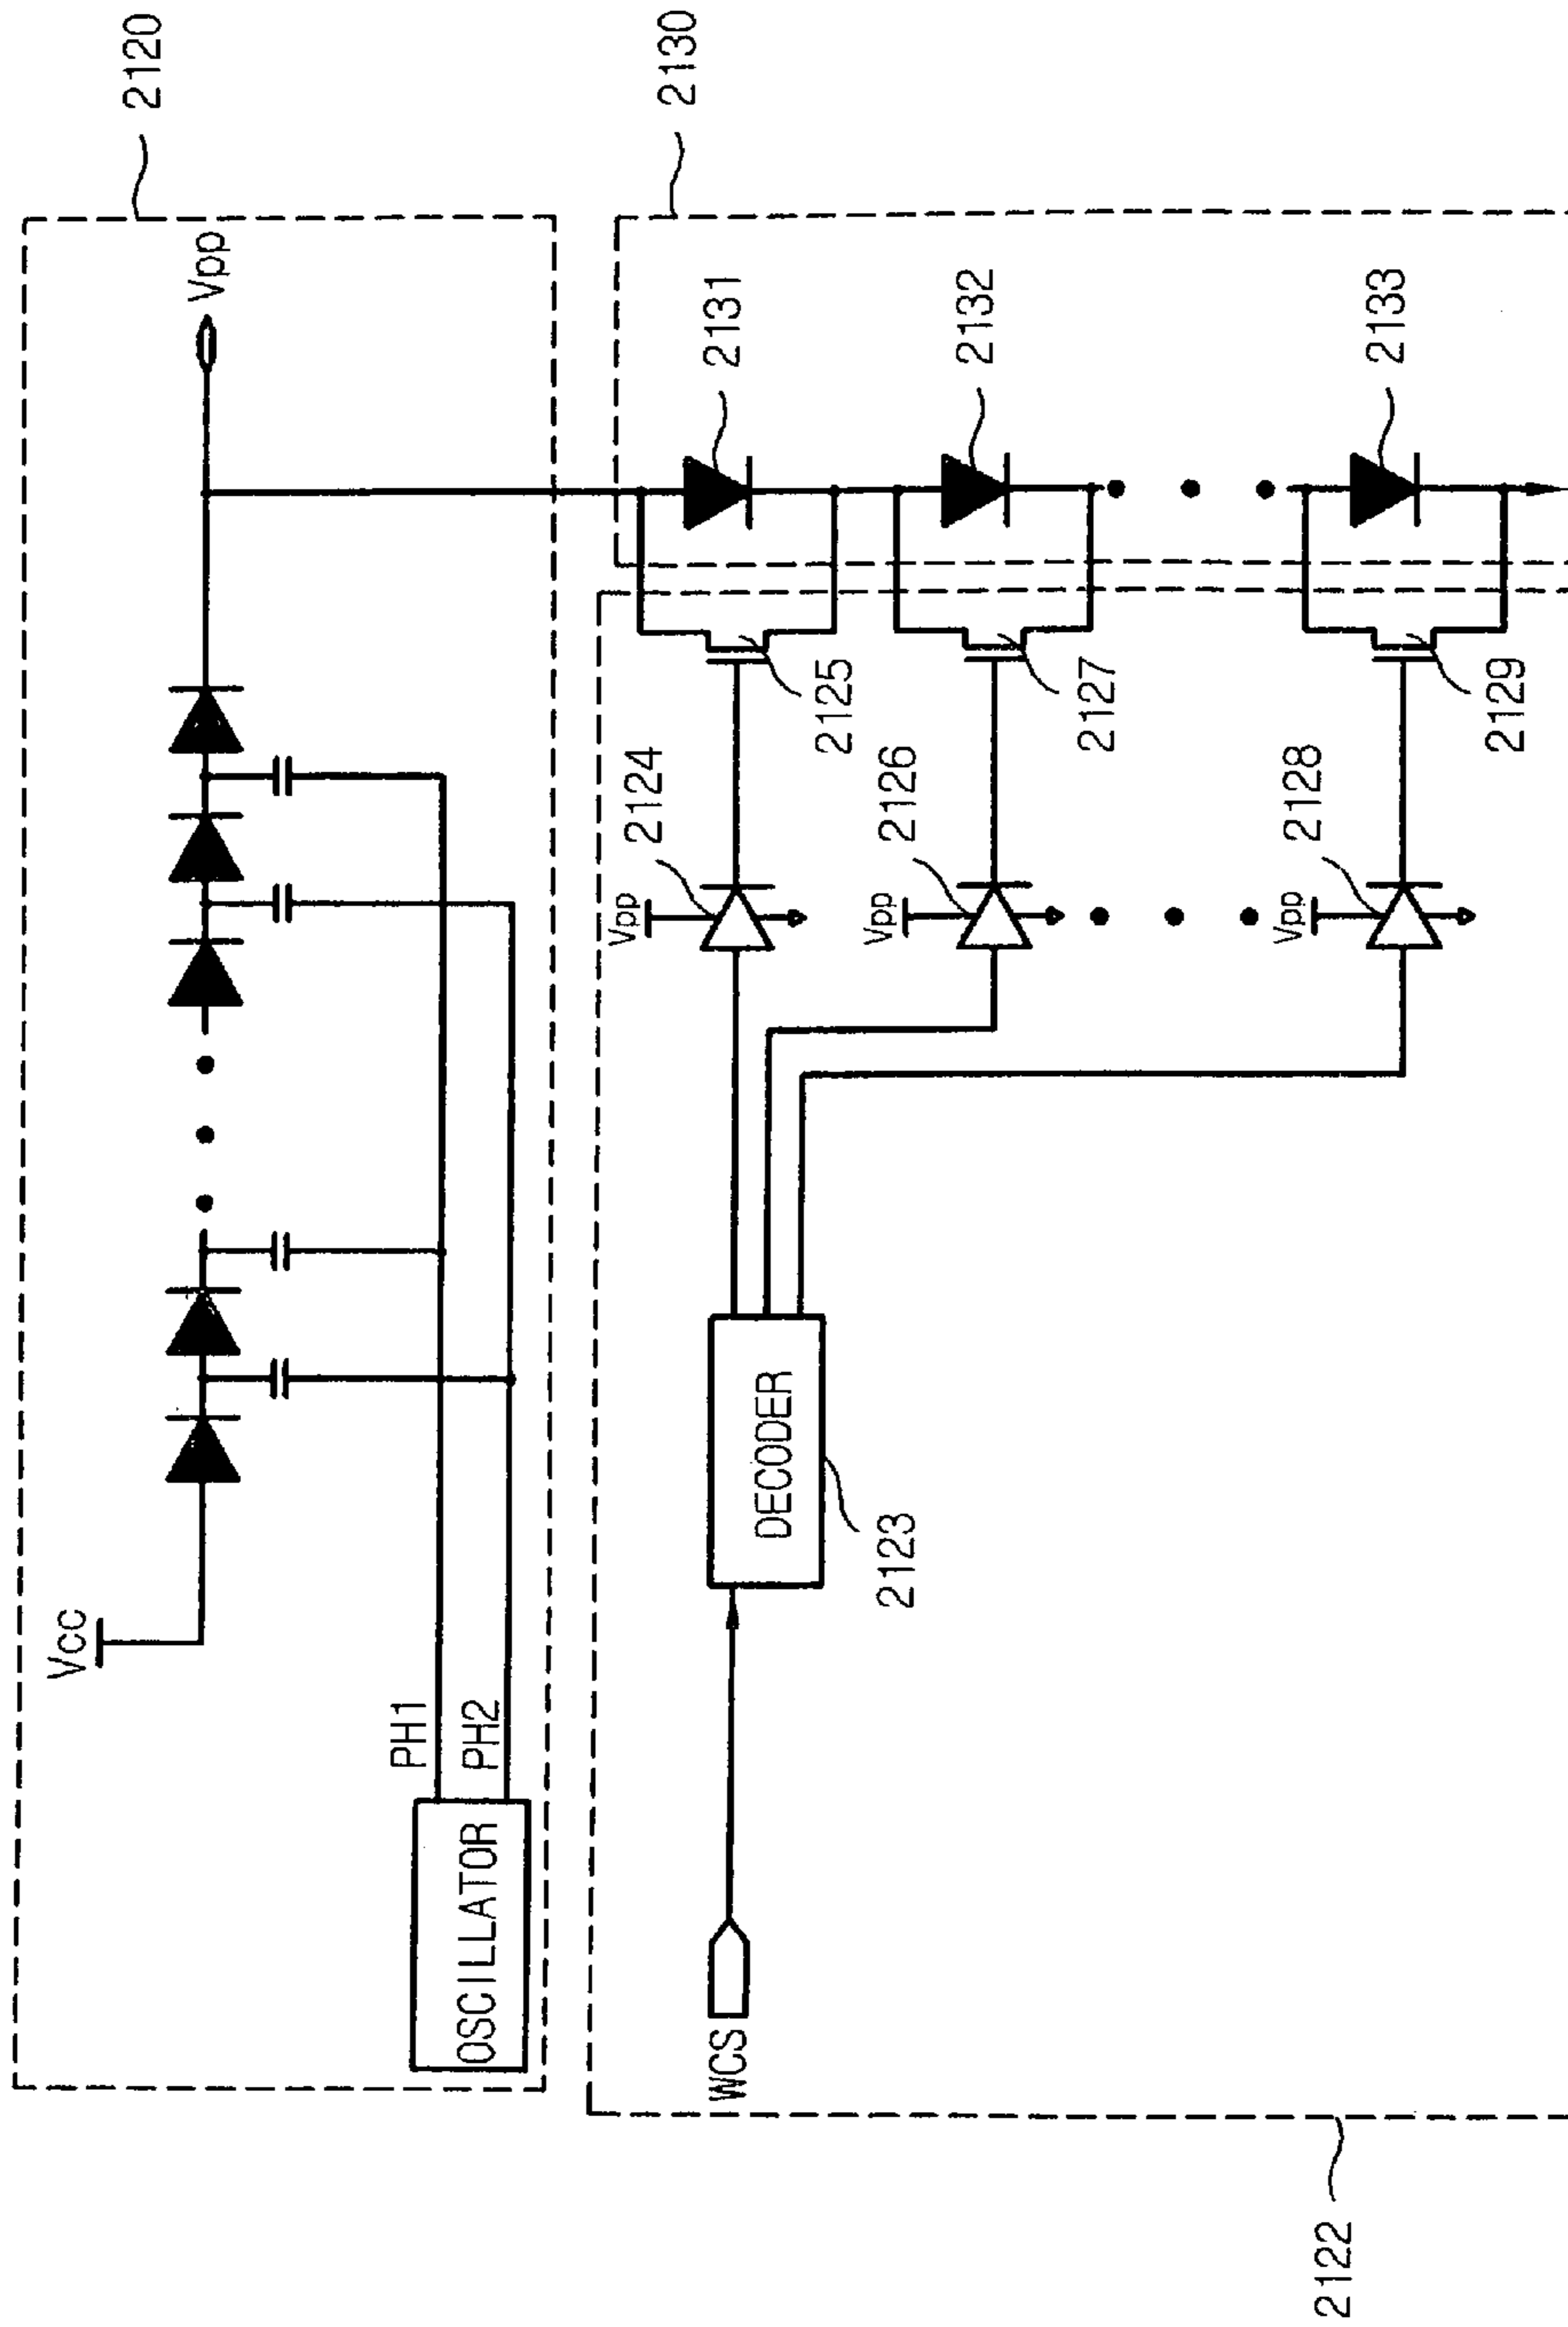 2120
Vcc
Vpp
PH1
PH2
OSCILLATOR
2130
2131
2132
2133
2122
WCS
DECODER
2123
Vpp
2124
2125
Vpp
2126
2127
Vpp
2128
2129